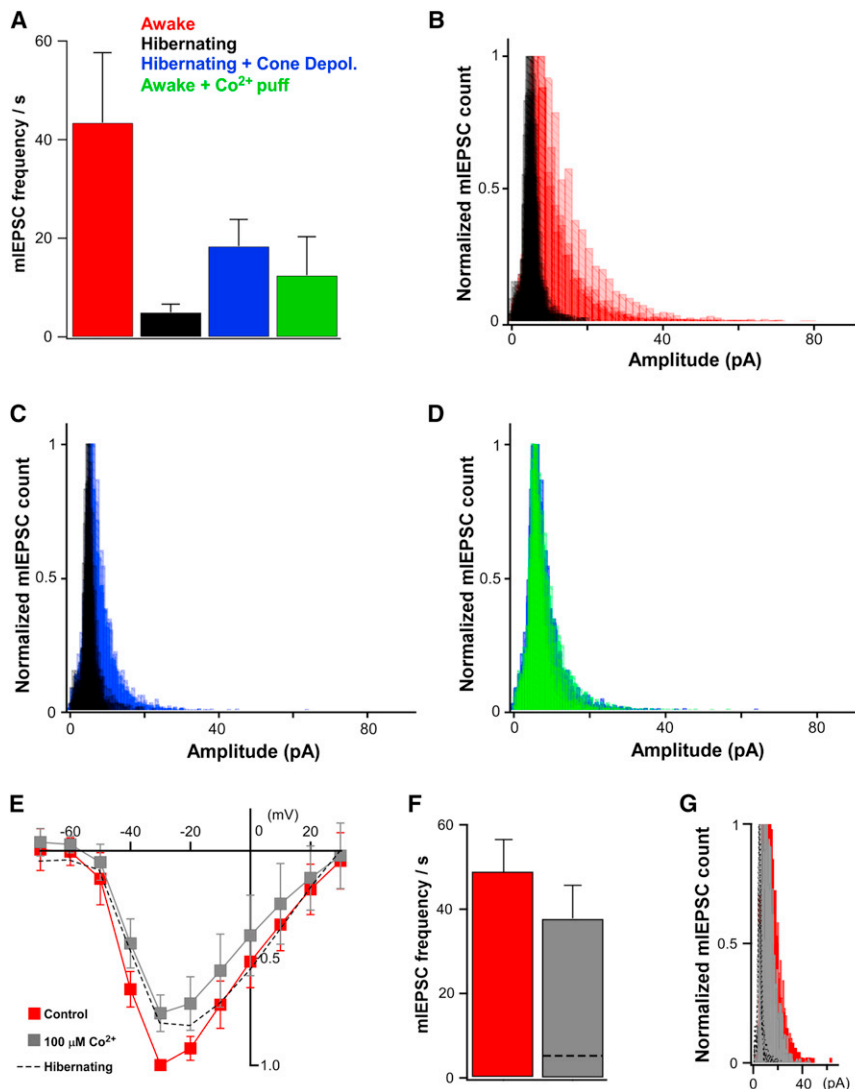 A
Awake
Hibernating
Hibernating + Cone Depol.
Awake + Co2+ puff
mIEPSC frequency / s
60
40
20
0
B
Normalized mIEPSC count
1
0.5
1
0
40
80
Amplitude (pA)
C
Normalized mIEPSC count
1
0.5
0
0
40
80
Amplitude (pA)
D
Normalized mIEPSC count
1
0.5
0
0
40
80
Amplitude (pA)
E
(mV)
-60
-40
-20
0
20
0.5
1.0
Control
100 µM Co2+
Hibernating
F
mIEPSC frequency / s
60
40
20
0
G
Normalized mIEPSC count
1
0.5
0
0
40
(pA)